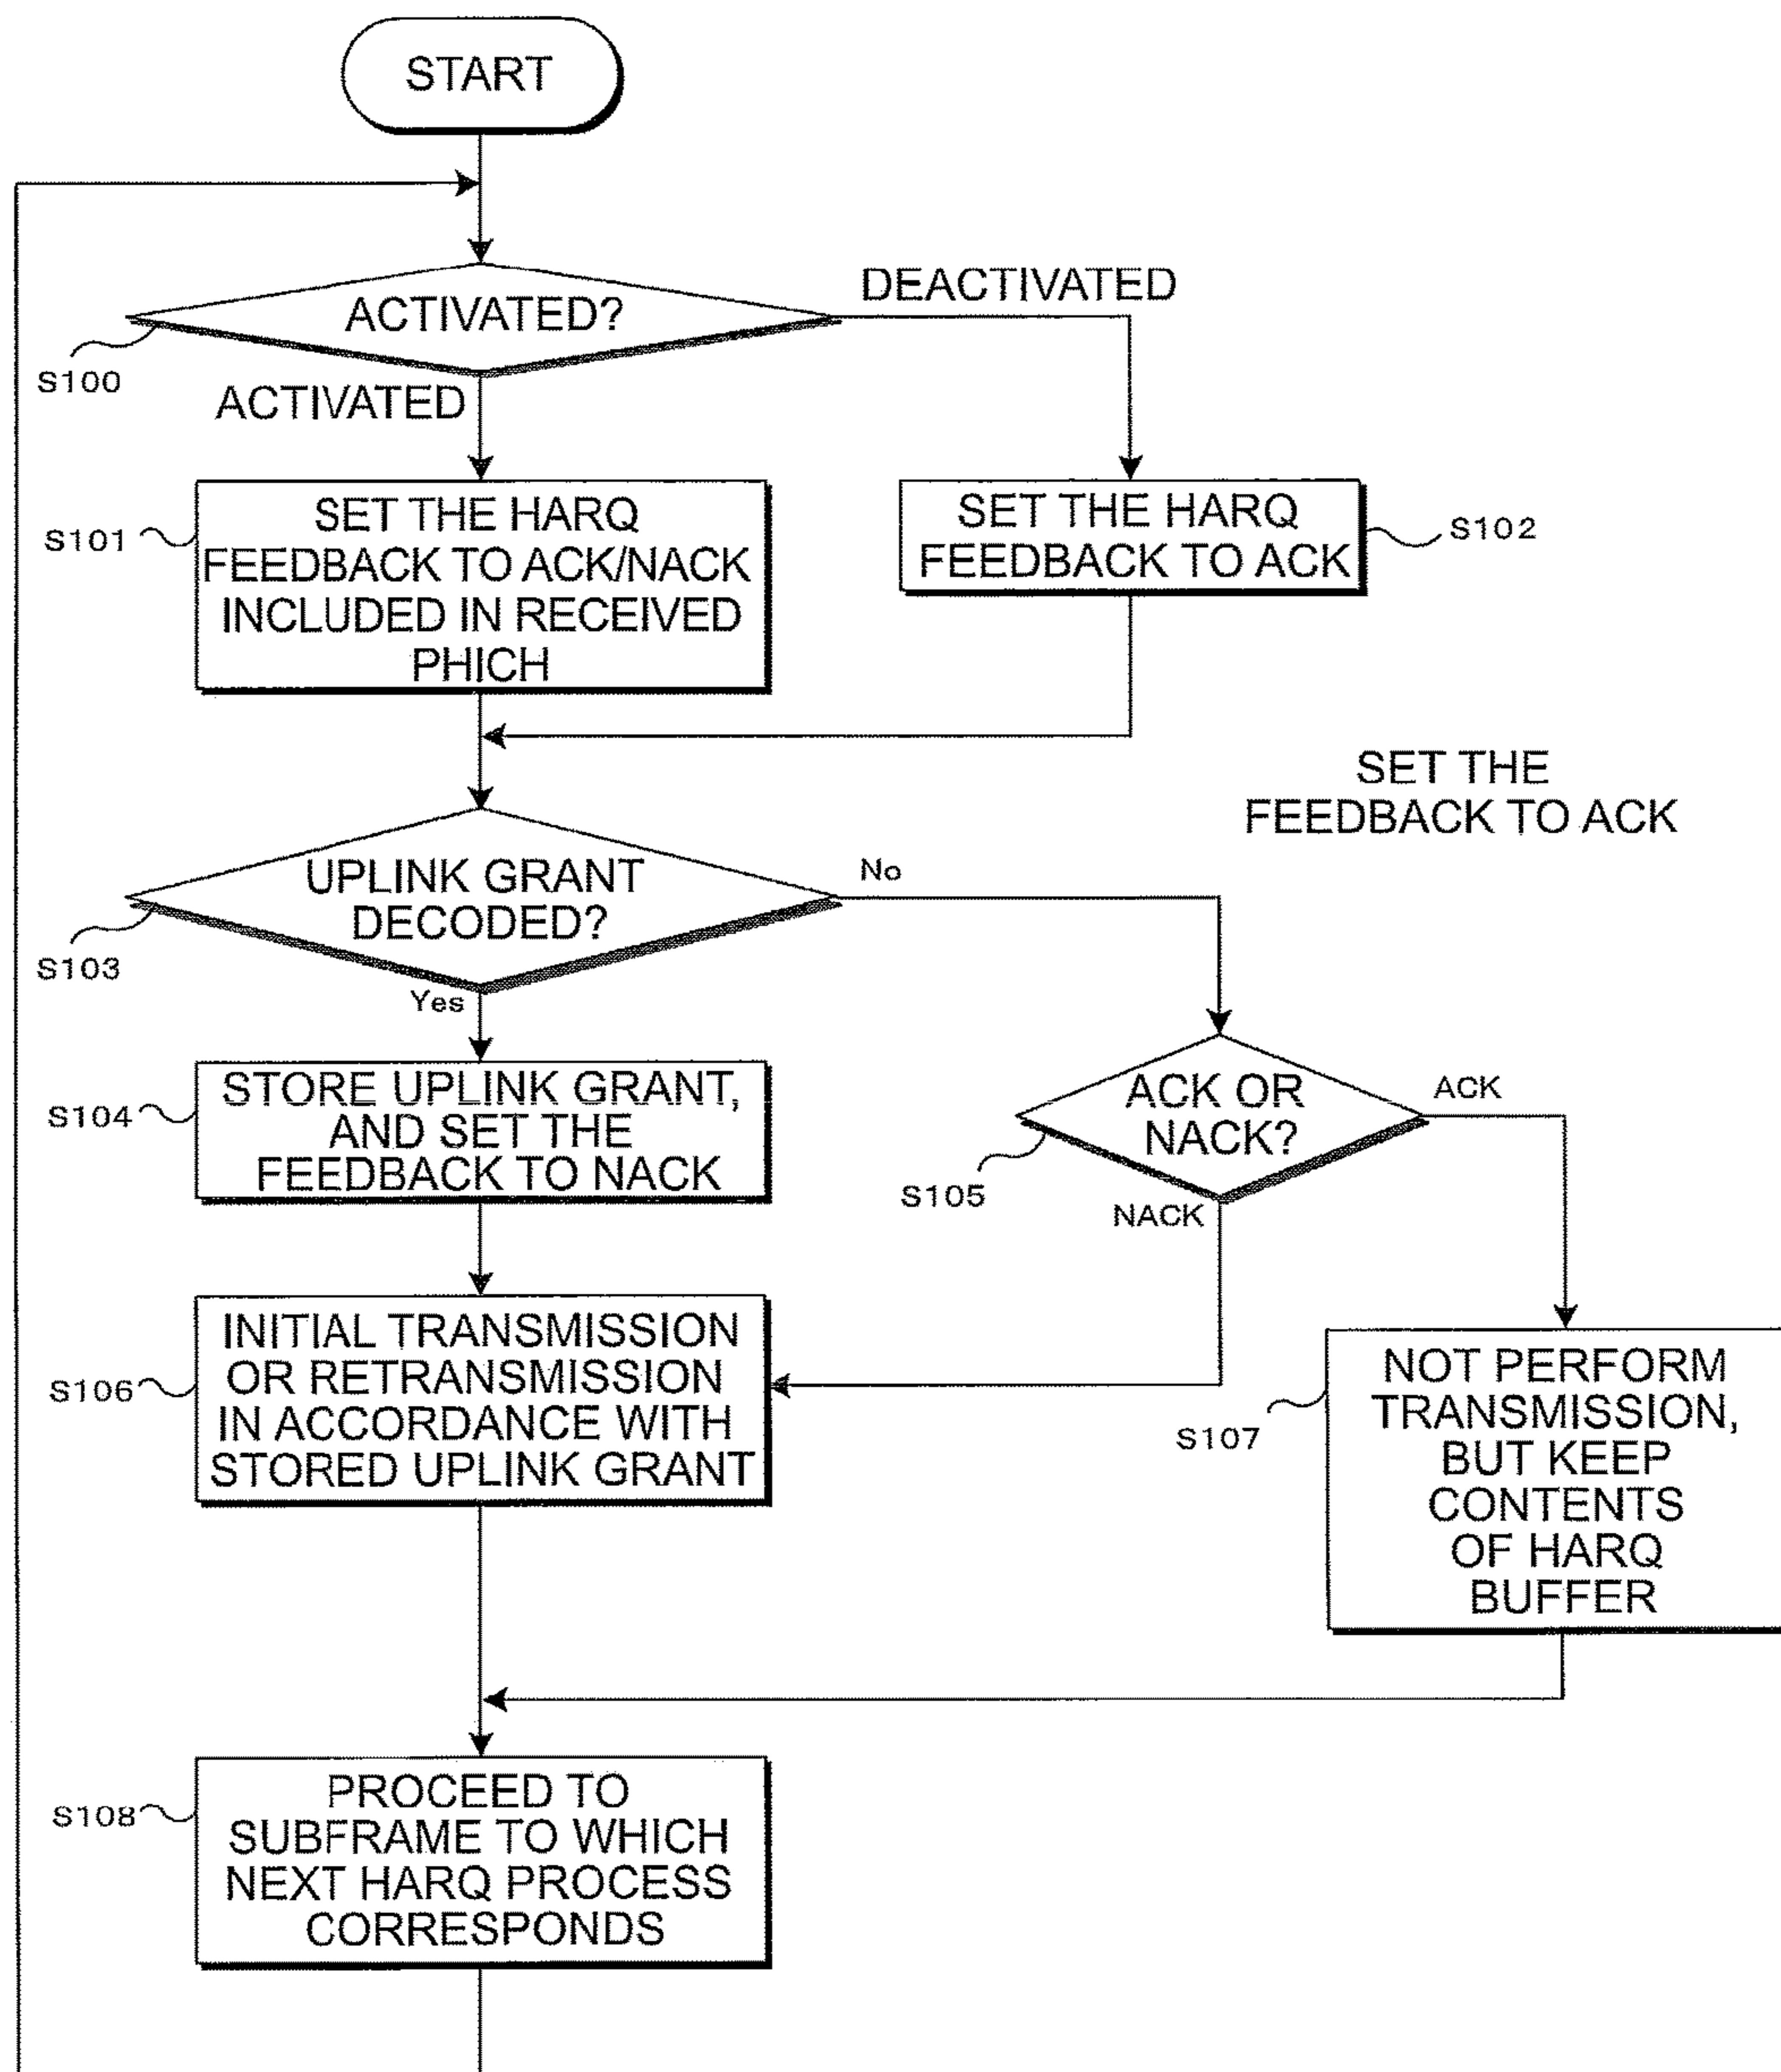 START
ACTIVATED?
DEACTIVATED
S100
ACTIVATED
S101
SET THE HARQ
FEEDBACK TO ACK/NACK
INCLUDED IN RECEIVED
PHICH
SET THE HARQ
FEEDBACK TO ACK
S102
SET THE
FEEDBACK TO ACK
UPLINK GRANT
DECODED?
No
S103
Yes
S104
STORE UPLINK GRANT,
AND SET THE
FEEDBACK TO NACK
ACK OR
NACK?
ACK
S105
NACK
S106
INITIAL TRANSMISSION
OR RETRANSMISSION
IN ACCORDANCE WITH
STORED UPLINK GRANT
S107
NOT PERFORM
TRANSMISSION,
BUT KEEP
CONTENTS
OF HARQ
BUFFER
S108
PROCEED TO
SUBFRAME TO WHICH
NEXT HARQ PROCESS
CORRESPONDS